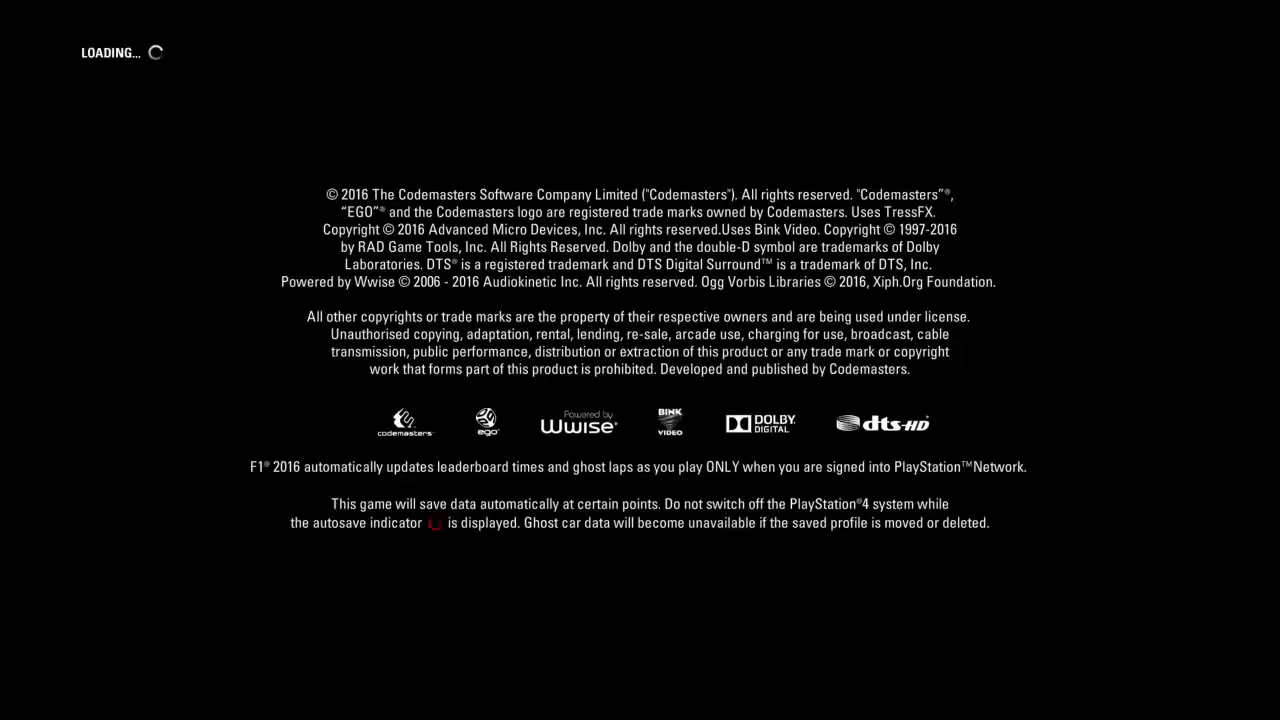 LOADING...
© 2016 The Codemasters Software Company Limited ("Codemasters"). All rights reserved. "Codemasters”®,
“EGO”® and the Codemasters logo are registered trade marks owned by Codemasters. Uses TressFX.
Copyright © 2016 Advanced Micro Devices, Inc. All rights reserved.Uses Bink Video. Copyright © 1997-2016
by RAD Game Tools, Inc. All Rights Reserved. Dolby and the double-D symbol are trademarks of Dolby
Laboratories. DTS® is a registered trademark and DTS Digital Surround™ is a trademark of DTS, Inc.
Powered by Wwise © 2006 - 2016 Audiokinetic Inc. All rights reserved. Ogg Vorbis Libraries © 2016, Xiph.Org Foundation.
All other copyrights or trade marks are the property of their respective owners and are being used under license.
Unauthorised copying, adaptation, rental, lending, re-sale, arcade use, charging for use, broadcast, cable
transmission, public performance, distribution or extraction of this product or any trade mark or copyright
work that forms part of this product is prohibited. Developed and published by Codemasters.
codemasters
ego
Powered by
Wwise
BINK
VIDEO
DOLBY
DIGITAL
dts-HD
F1® 2016 automatically updates leaderboard times and ghost laps as you play ONLY when you are signed into PlayStation™Network.
This game will save data automatically at certain points. Do not switch off the PlayStation®4 system while
the autosave indicator is displayed. Ghost car data will become unavailable if the saved profile is moved or deleted.